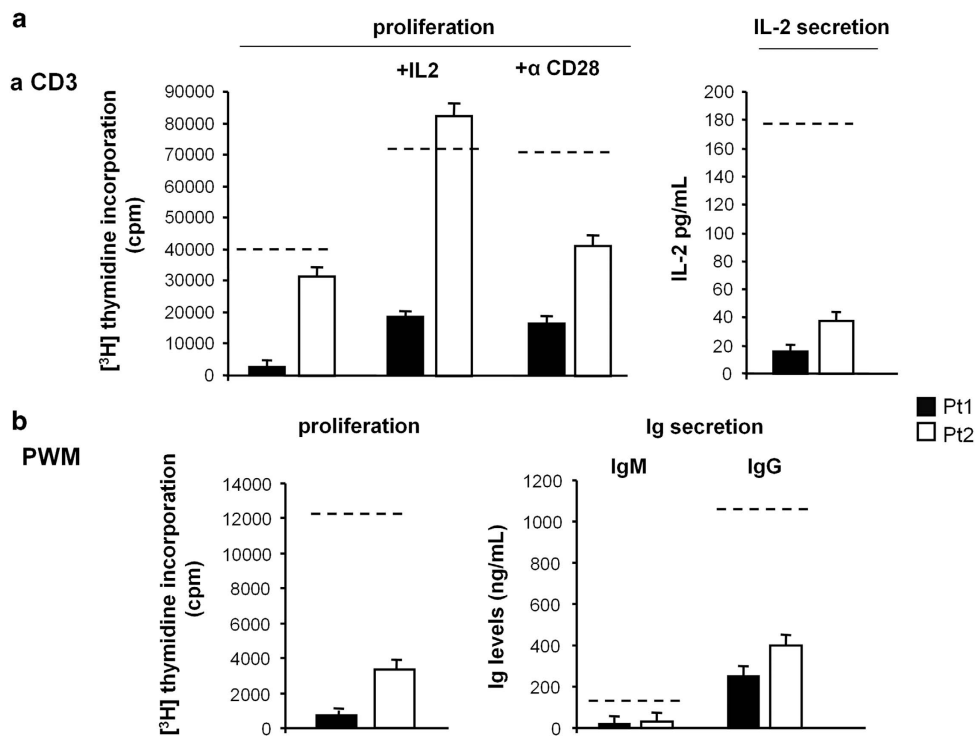 a
proliferation
IL-2 secretion
a CD3
+IL2
+α CD28
[³H] thymidine incorporation
(cpm)
90000
80000
70000
60000
50000
40000
30000
20000
10000
0
IL-2 pg/mL
200
180
160
140
120
100
80
60
40
20
0
Pt1
Pt2
b
PWM
proliferation
Ig secretion
IgM
IgG
[³H] thymidine incorporation
(cpm)
14000
12000
10000
8000
6000
4000
2000
0
Ig levels (ng/mL)
1200
1000
800
600
400
200
0